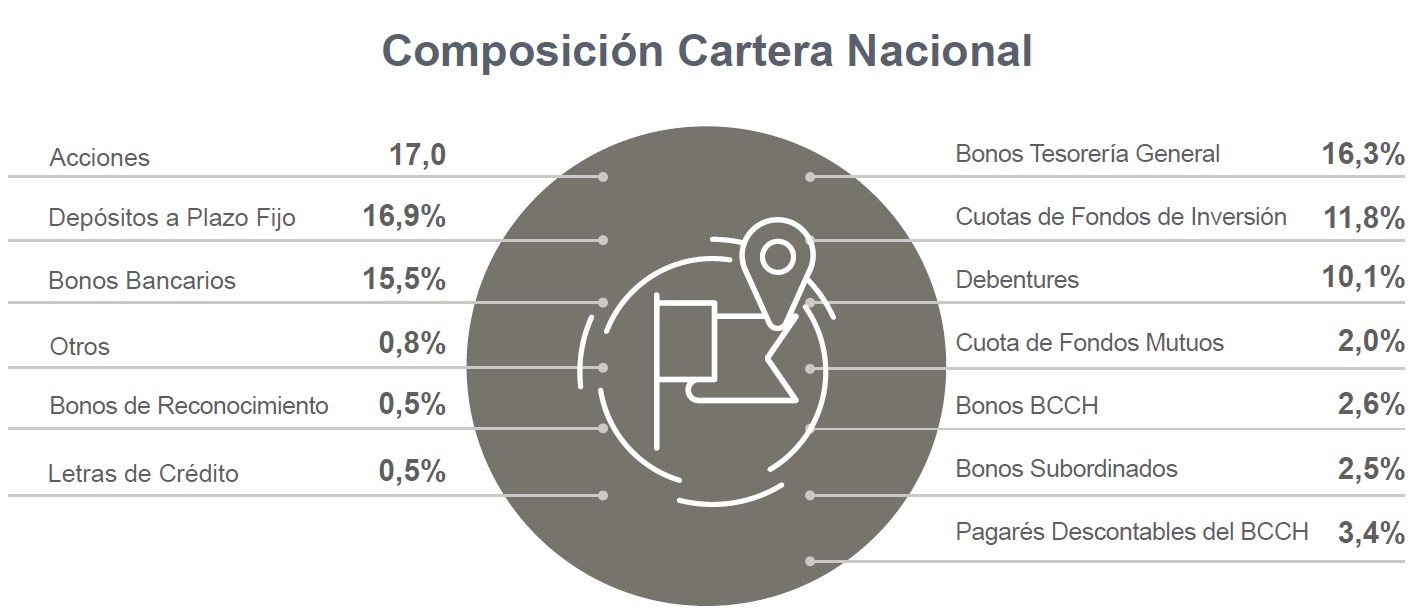 Composición Cartera Nacional
Acciones 17,0
Depósitos a Plazo Fijo 16,9%
Bonos Bancarios 15,5%
Otros 0,8%
Bonos de Reconocimiento 0,5%
Letras de Crédito 0,5%
Bonos Tesorería General 16,3%
Cuotas de Fondos de Inversión 11,8%
Debentures 10,1%
Cuota de Fondos Mutuos 2,0%
Bonos BCCH 2,6%
Bonos Subordinados 2,5%
Pagarés Descontables del BCCH 3,4%